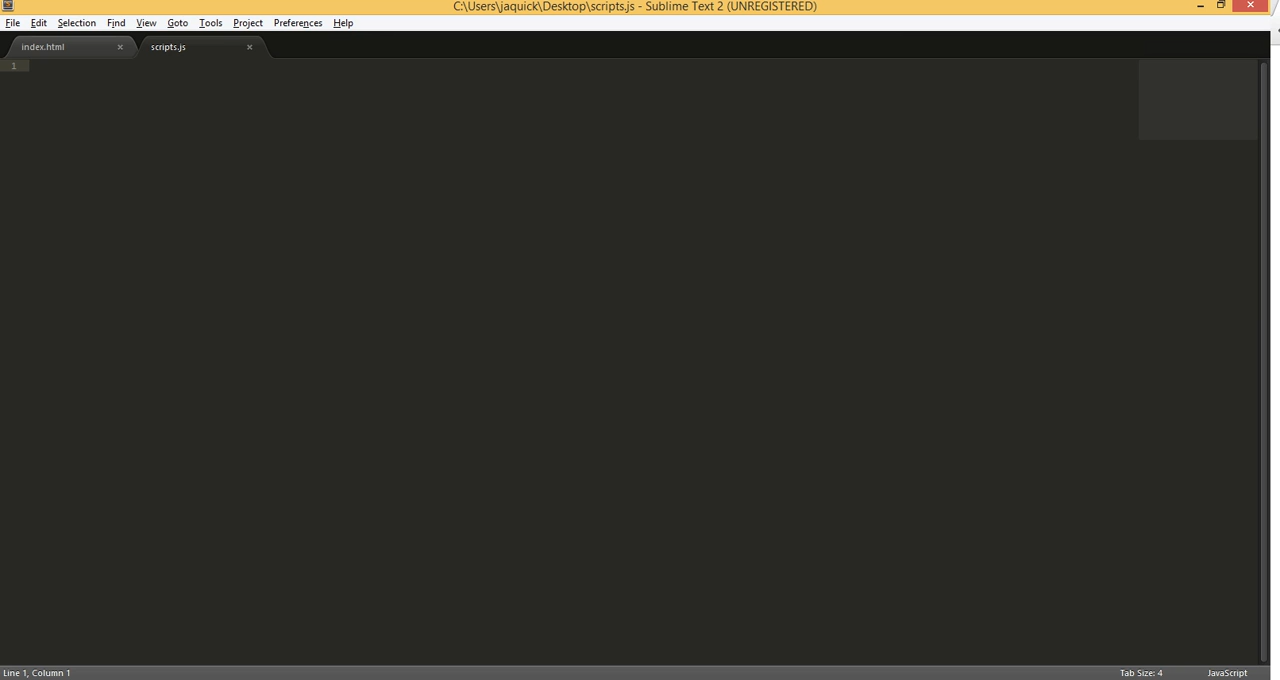 C:\Users\jaquick\Desktop\scripts.js - Sublime Text 2 (UNREGISTERED)
File Edit Selection Find View Goto Tools Project Preferences Help
index.html scripts.js
1
Line 1, Column 1 Tab Size: 4 JavaScript